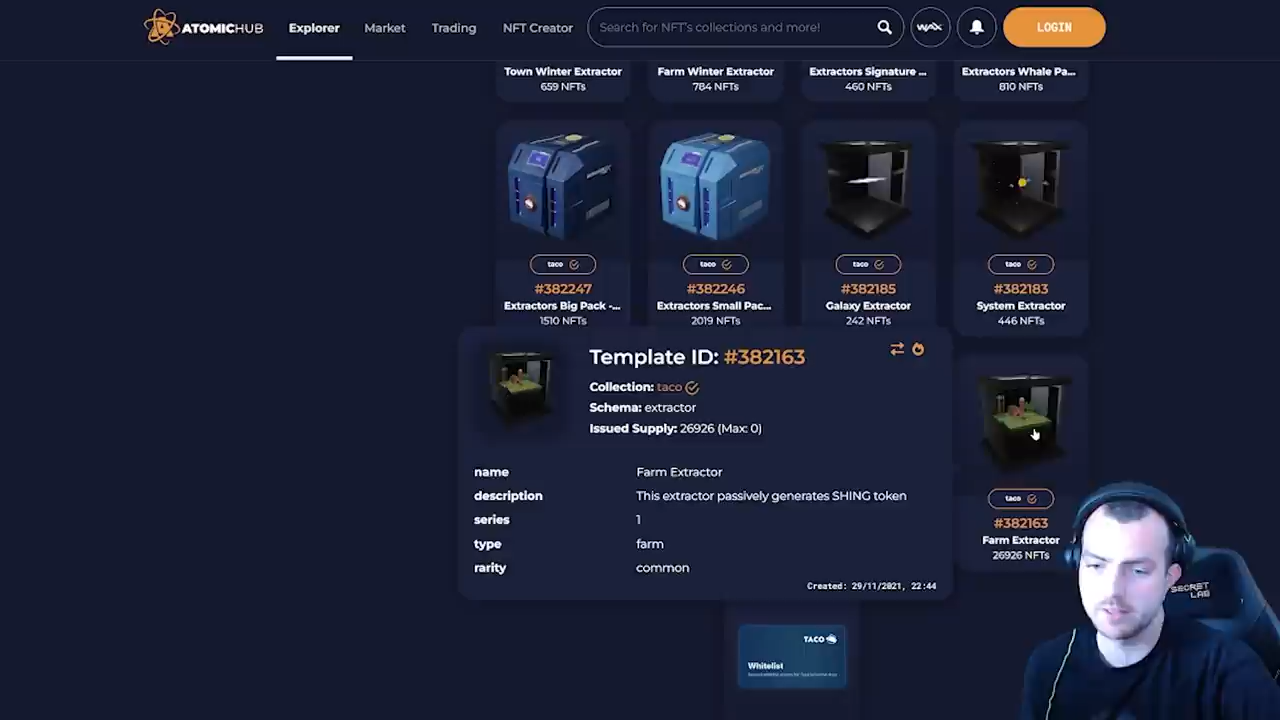 ATOMICHUB
Explorer
Market
Trading
NFT Creator
Search for NFT's collections and more!
WAX
LOGIN
Town Winter Extractor
659 NFTs
Farm Winter Extractor
784 NFTs
Extractors Signature ...
460 NFTs
Extractors Whale Pa...
810 NFTs
taco
#382247
Extractors Big Pack -...
1510 NFTs
taco
#382246
Extractors Small Pac...
2019 NFTs
taco
#382185
Galaxy Extractor
242 NFTs
taco
#382183
System Extractor
446 NFTs
Template ID: #382163
Collection: taco
Schema: extractor
Issued Supply: 26926 (Max: 0)
name Farm Extractor
description This extractor passively generates SHING token
series 1
type farm
rarity common
Created: 29/11/2021, 22:44
taco
#382163
Farm Extractor
26926 NFTs
TACO
Whitelist
SECRET
LAB